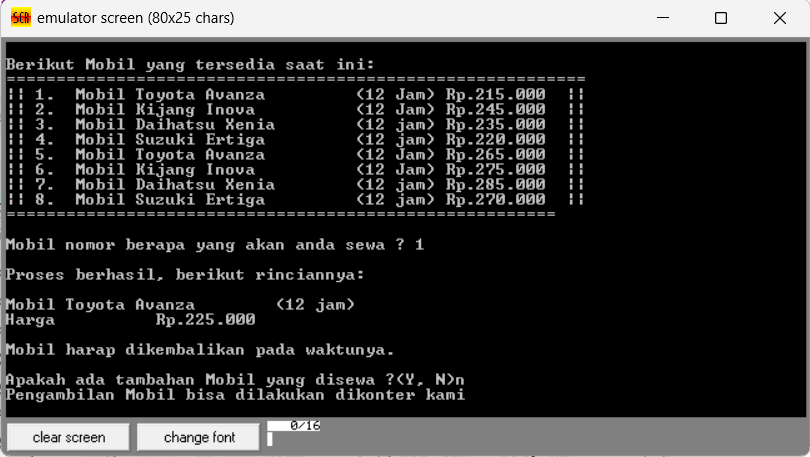 SCR emulator screen (80x25 chars)
Berikut Mobil yang tersedia saat ini:
==========================================================
|| 1. Mobil Toyota Avanza (12 Jam) Rp.215.000 ||
|| 2. Mobil Kijang Inova (12 Jam) Rp.245.000 ||
|| 3. Mobil Daihatsu Xenia (12 jam) Rp.235.000 ||
|| 4. Mobil Suzuki Ertiga (12 jam) Rp.220.000 ||
|| 5. Mobil Toyota Avanza (12 jam) Rp.265.000 ||
|| 6. Mobil Kijang Inova (12 jam) Rp.275.000 ||
|| 7. Mobil Daihatsu Xenia (12 jam) Rp.285.000 ||
|| 8. Mobil Suzuki Ertiga (12 jam) Rp.270.000 ||
=======================================================
Mobil nomor berapa yang akan anda sewa ? 1
Proses berhasil, berikut rinciannya:
Mobil Toyota Avanza (12 jam)
Harga Rp.225.000
Mobil harap dikembalikan pada waktunya.
Apakah ada tambahan Mobil yang disewa ?(Y, N)n
Pengambilan Mobil bisa dilakukan dikonter kami
clear screen change font 0/16